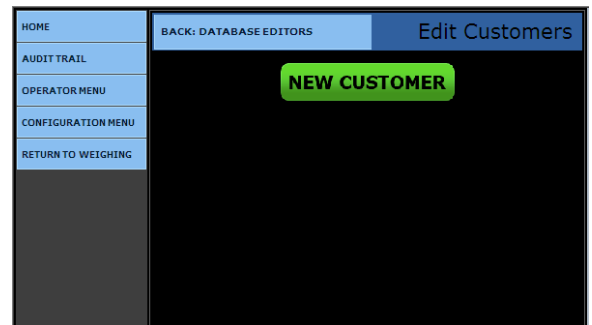 HOME
BACK: DATABASE EDITORS
Edit Customers
AUDIT TRAIL
OPERATOR MENU
CONFIGURATION MENU
RETURN TO WEIGHING
NEW CUSTOMER